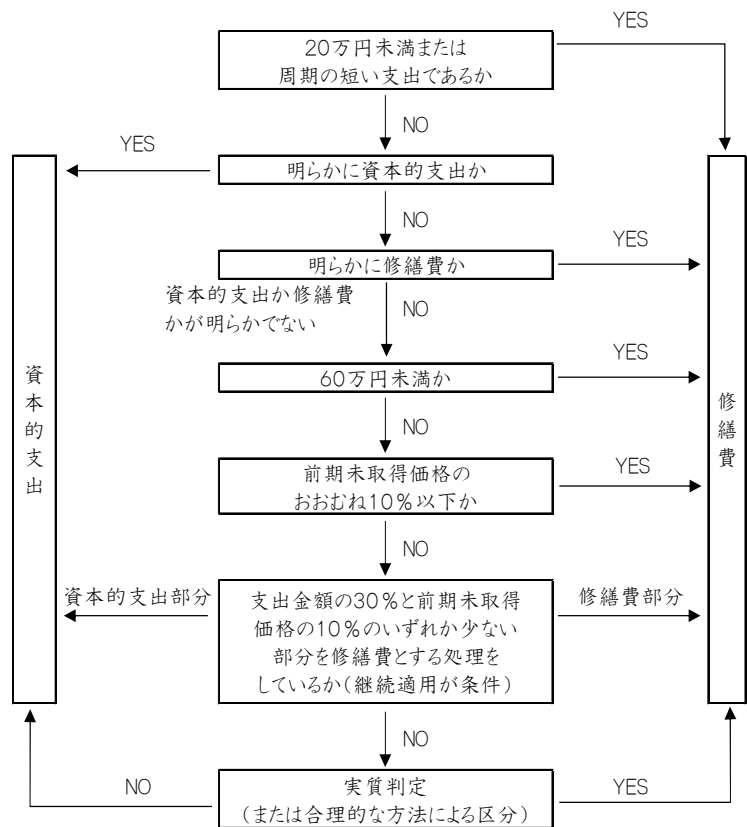 20万円未満または
周期の短い支出であるか
YES
NO
YES
明らかに資本的支出か
NO
明らかに修繕費か
YES
資本的支出か修繕費
かが明らかでない
NO
60万円未満か
YES
NO
前期未取得価格の
おおむね10%以下か
YES
NO
資本的支出部分
支出金額の30%と前期未取得
価格の10%のいずれか少ない
部分を修繕費とする処理を
しているか(継続適用が条件)
修繕費部分
NO
NO
実質判定
(または合理的な方法による区分)
YES
資本的支出
修繕費